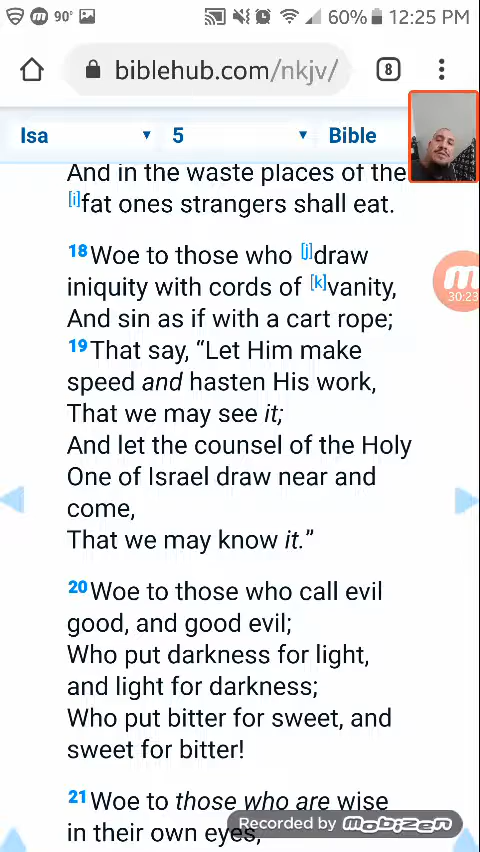 90° 60% 12:25 PM
biblehub.com/nkjv/ 8
Isa 5 Bible
And in the waste places of the
[i]fat ones strangers shall eat.
18 Woe to those who [j]draw
iniquity with cords of [k]vanity,
And sin as if with a cart rope;
19 That say, “Let Him make
speed and hasten His work,
That we may see it;
And let the counsel of the Holy
One of Israel draw near and
come,
That we may know it.”
20 Woe to those who call evil
good, and good evil;
Who put darkness for light,
and light for darkness;
Who put bitter for sweet, and
sweet for bitter!
21 Woe to those who are wise
in their own eyes,
30:23
Recorded by mobizen